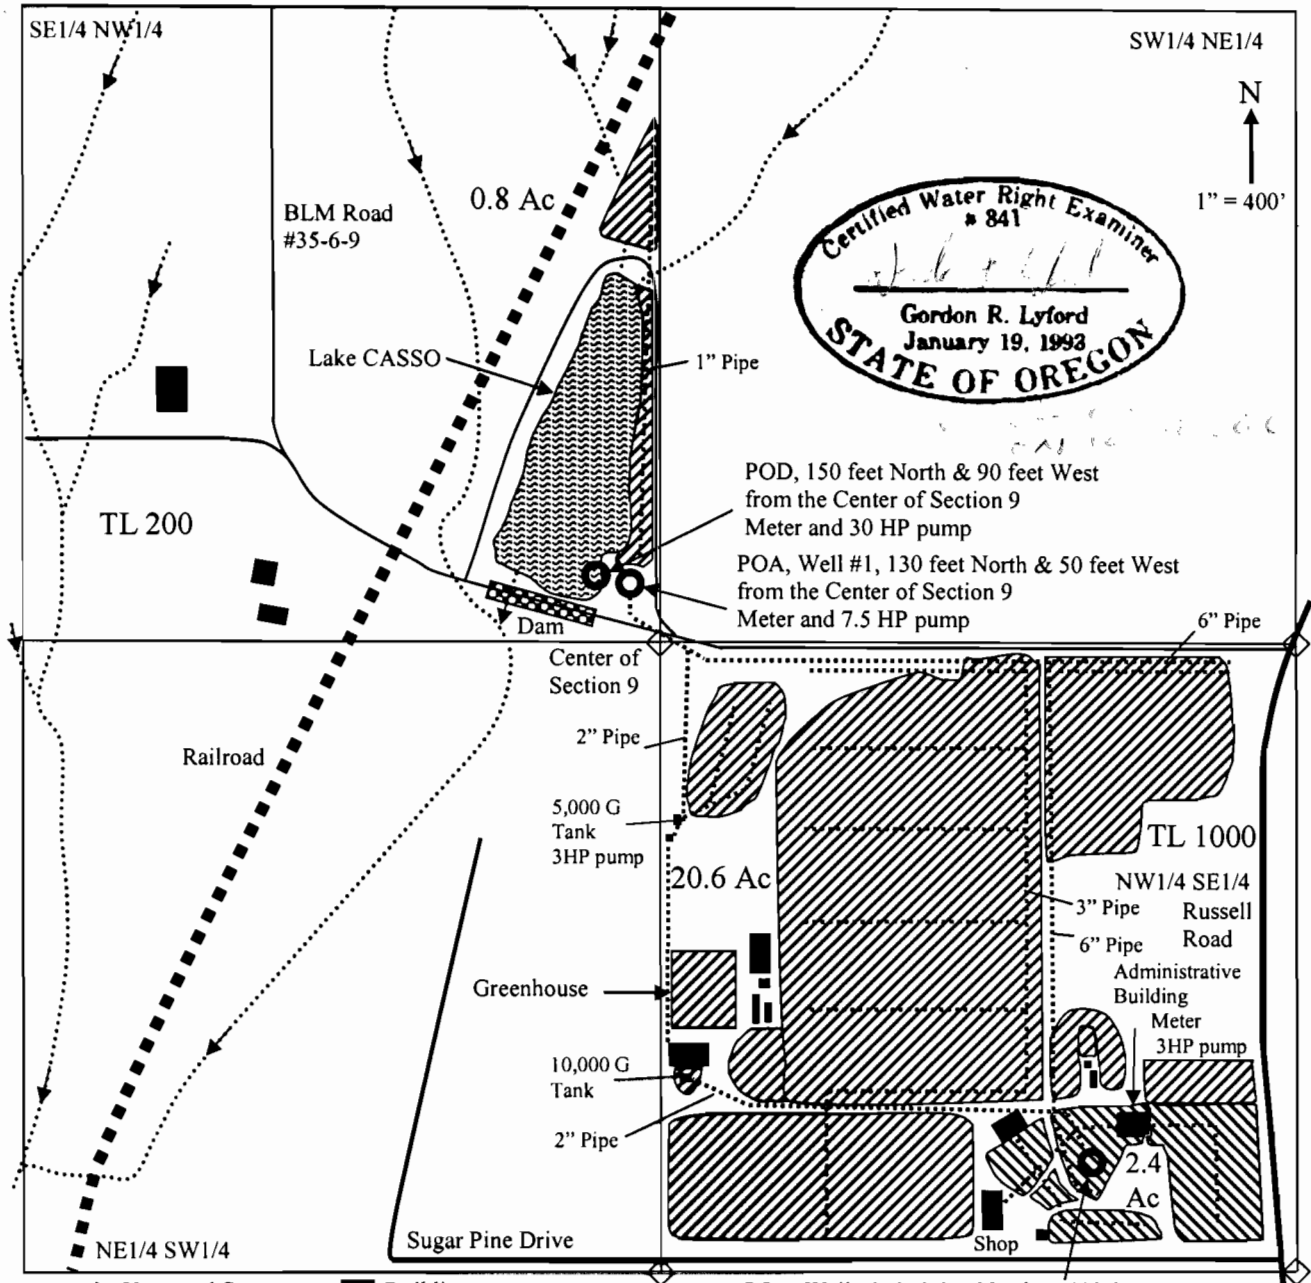 SE1/4 NW1/4
SW1/4 NE1/4
N
1" = 400'
0.8 Ac
BLM Road
#35-6-9
Certified Water Right Examiner
# 841
Gordon R. Lyford
January 19, 1993
STATE OF OREGON
Lake CASSO
1" Pipe
TL 200
POD, 150 feet North & 90 feet West
from the Center of Section 9
Meter and 30 HP pump
POA, Well #1, 130 feet North & 50 feet West
from the Center of Section 9
Meter and 7.5 HP pump
Dam
6" Pipe
Center of
Section 9
2" Pipe
Railroad
5,000 G
Tank
3HP pump
TL 1000
20.6 Ac
NW1/4 SE1/4
3" Pipe
Russell
Road
6" Pipe
Administrative
Building
Meter
3HP pump
Greenhouse
10,000 G
Tank
2" Pipe
2.4
Ac
Shop
NE1/4 SW1/4
Sugar Pine Drive